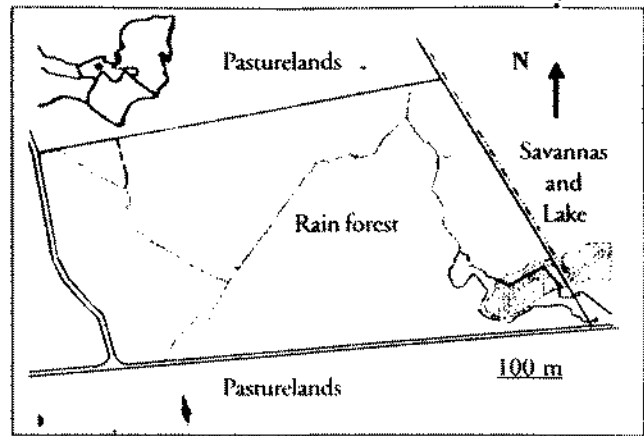 Pasturelands
N
Savannas
and
Lake
Rain forest
100 m
Pasturelands